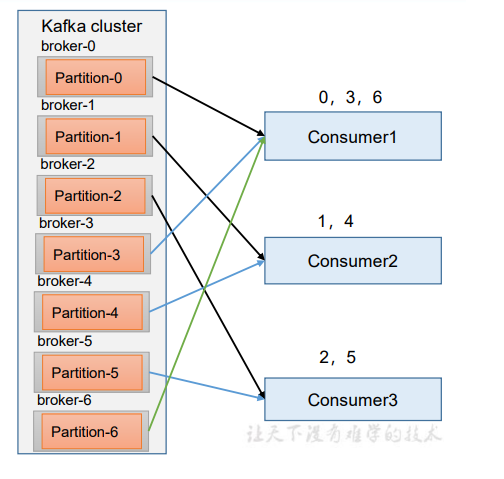 Kafka cluster
broker-0
Partition-0
broker-1
Partition-1
broker-2
Partition-2
broker-3
Partition-3
broker-4
Partition-4
broker-5
Partition-5
broker-6
Partition-6
0, 3, 6
Consumer1
1, 4
Consumer2
2, 5
Consumer3
让天下没有难学的技术